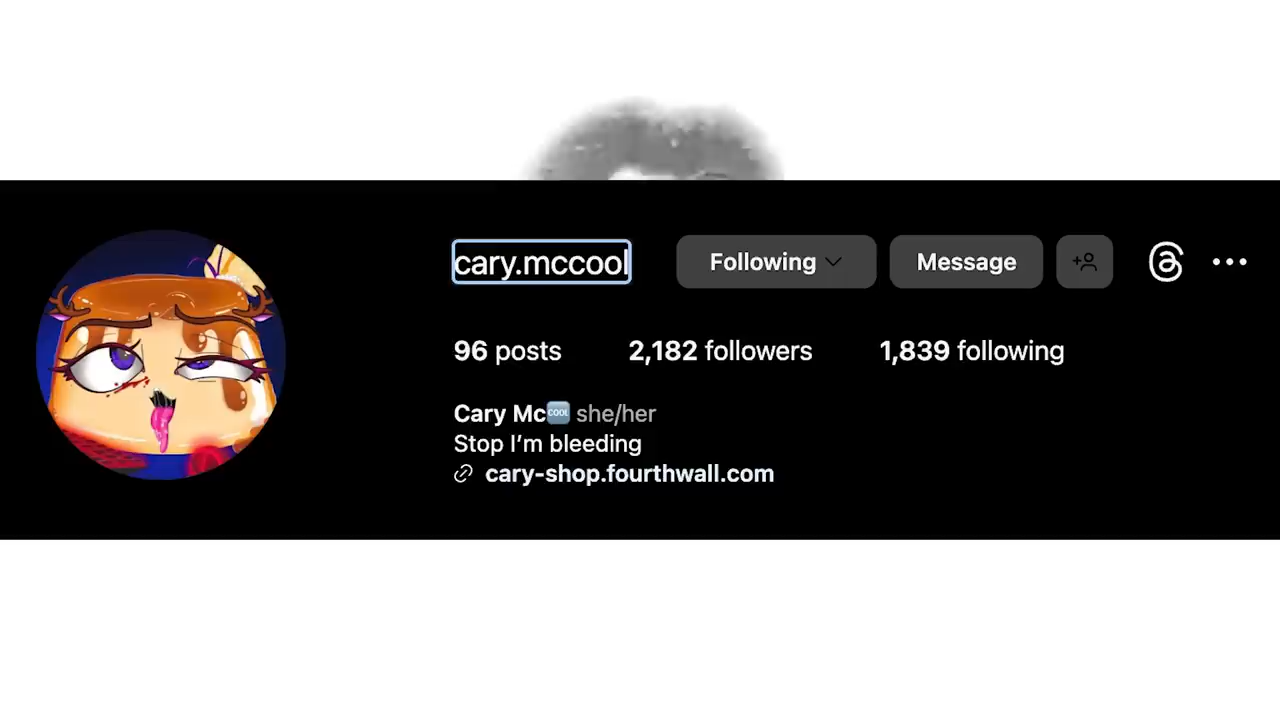 cary.mccool Following Message
96 posts 2,182 followers 1,839 following
Cary Mc🆒 she/her
Stop I’m bleeding
cary-shop.fourthwall.com